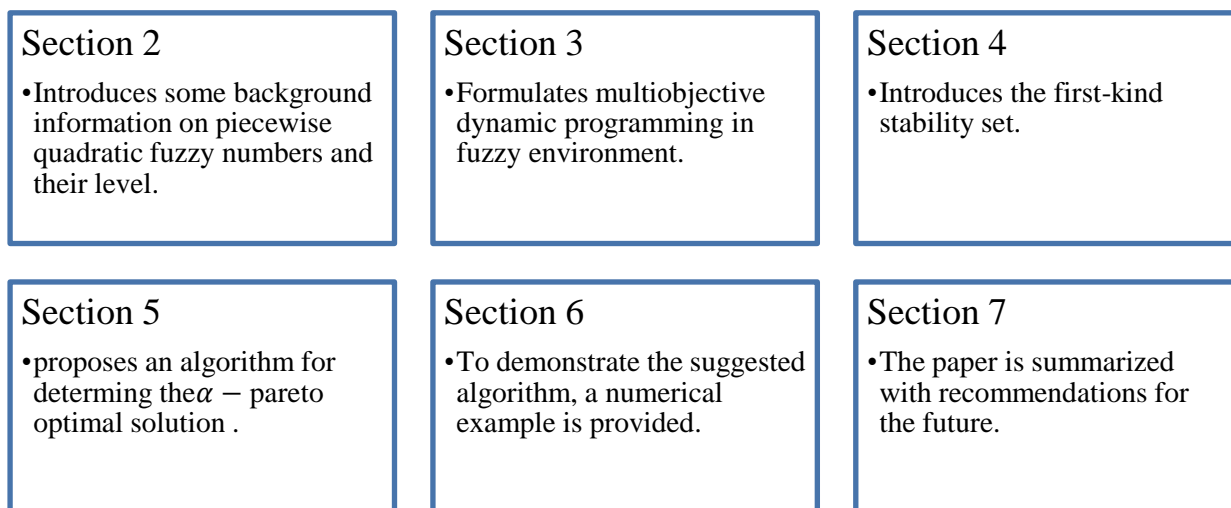 Section 2
•Introduces some background
information on piecewise
quadratic fuzzy numbers and
their level.
Section 3
•Formulates multiobjective
dynamic programming in
fuzzy environment.
Section 4
•Introduces the first-kind
stability set.
Section 5
•proposes an algorithm for
determing the𝛼 − pareto
optimal solution .
Section 6
•To demonstrate the suggested
algorithm, a numerical
example is provided.
Section 7
•The paper is summarized
with recommendations for
the future.